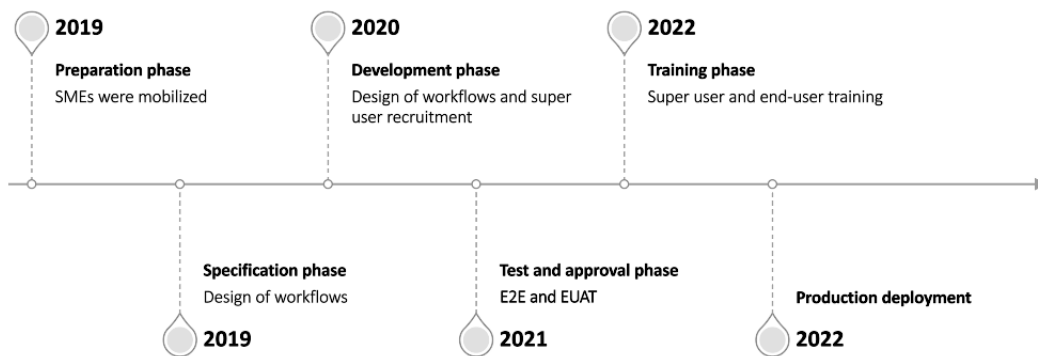 2019
Preparation phase
SMEs were mobilized
2020
Development phase
Design of workflows and super
user recruitment
2022
Training phase
Super user and end-user training
Specification phase
Design of workflows
2019
Test and approval phase
E2E and EUAT
2021
Production deployment
2022